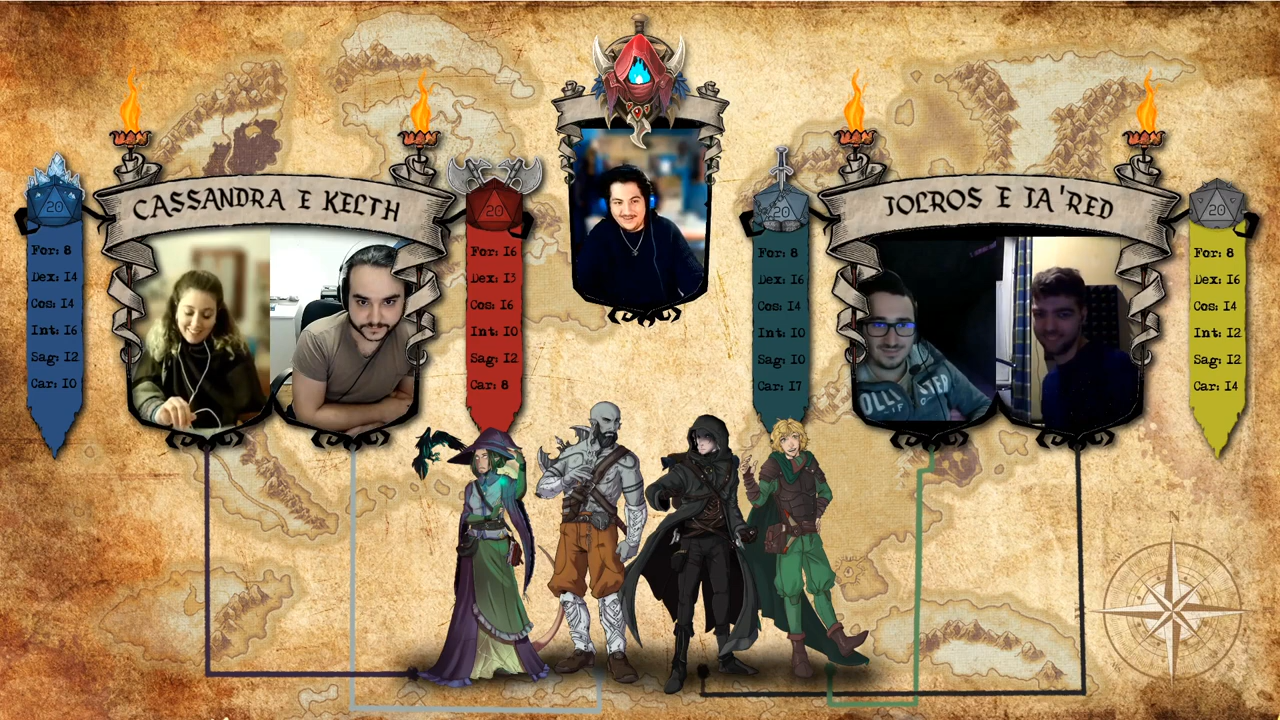 CASSANDRA E KELTH
JOLROS E JA'RED
20
For: 8
Dex: 14
Cos: 14
Int: 16
Sag: 12
Car: 10
20
For: 16
Dex: 13
Cos: 16
Int: 10
Sag: 12
Car: 8
20
For: 8
Dex: 16
Cos: 14
Int: 10
Sag: 10
Car: 17
20
For: 8
Dex: 16
Cos: 14
Int: 12
Sag: 12
Car: 14
N